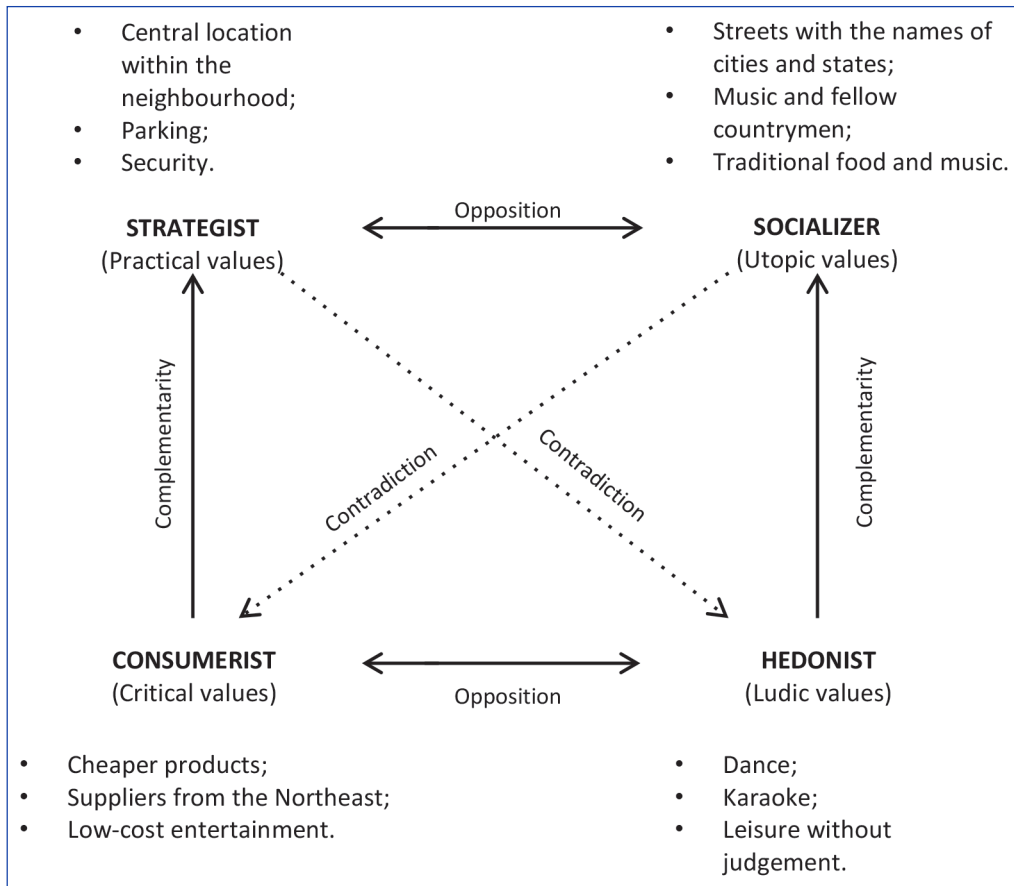 • Central location
within the
neighbourhood;
• Parking;
• Security.
• Streets with the names of
cities and states;
• Music and fellow
countrymen;
• Traditional food and music.
STRATEGIST
(Practical values)
Opposition
SOCIALIZER
(Utopic values)
Complementarity
Contradiction
Contradiction
Complementarity
CONSUMERIST
(Critical values)
Opposition
HEDONIST
(Ludic values)
• Cheaper products;
• Suppliers from the Northeast;
• Low-cost entertainment.
• Dance;
• Karaoke;
• Leisure without
judgement.